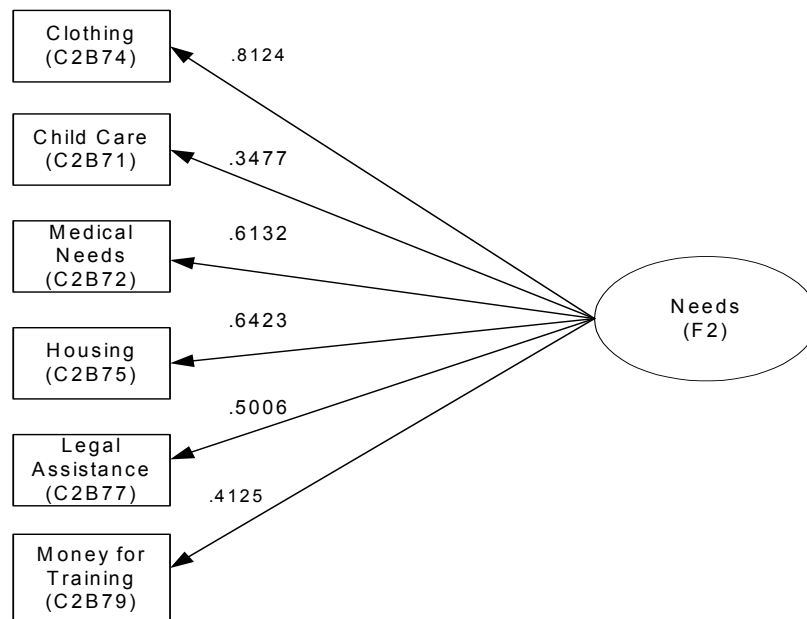 Clothing
(C2B74)
.8124
Child Care
(C2B71)
.3477
Medical
Needs
(C2B72)
.6132
Housing
(C2B75)
.6423
Legal
Assistance
(C2B77)
.5006
Money for
Training
(C2B79)
.4125
Needs
(F2)